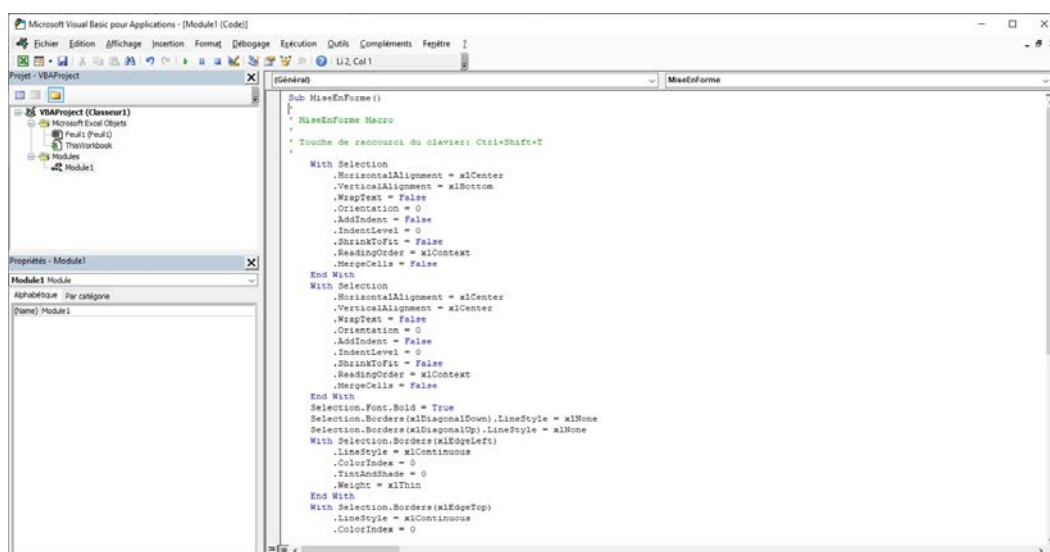 Microsoft Visual Basic pour Applications - [Module1 (Code)]
Fichier Edition Affichage Insertion Format Débogage Exécution Outils Compléments Fenêtre ?
Li 2, Col 1
Projet - VBAProject
VBAProject (Classeur1)
Microsoft Excel Objets
Feuil1 (Feuil1)
ThisWorkbook
Modules
Module1
Propriétés - Module1
Module1 Module
Alphabétique Par catégorie
(Name) Module1
(Général) MiseEnForme
Sub MiseEnForme()
'
' MiseEnForme Macro
'
' Touche de raccourci du clavier: Ctrl+Shift+T
'
With Selection
.HorizontalAlignment = xlCenter
.VerticalAlignment = xlBottom
.WrapText = False
.Orientation = 0
.AddIndent = False
.IndentLevel = 0
.ShrinkToFit = False
.ReadingOrder = xlContext
.MergeCells = False
End With
With Selection
.HorizontalAlignment = xlCenter
.VerticalAlignment = xlCenter
.WrapText = False
.Orientation = 0
.AddIndent = False
.IndentLevel = 0
.ShrinkToFit = False
.ReadingOrder = xlContext
.MergeCells = False
End With
Selection.Font.Bold = True
Selection.Borders(xlDiagonalDown).LineStyle = xlNone
Selection.Borders(xlDiagonalUp).LineStyle = xlNone
With Selection.Borders(xlEdgeLeft)
.LineStyle = xlContinuous
.ColorIndex = 0
.TintAndShade = 0
.Weight = xlThin
End With
With Selection.Borders(xlEdgeTop)
.LineStyle = xlContinuous
.ColorIndex = 0